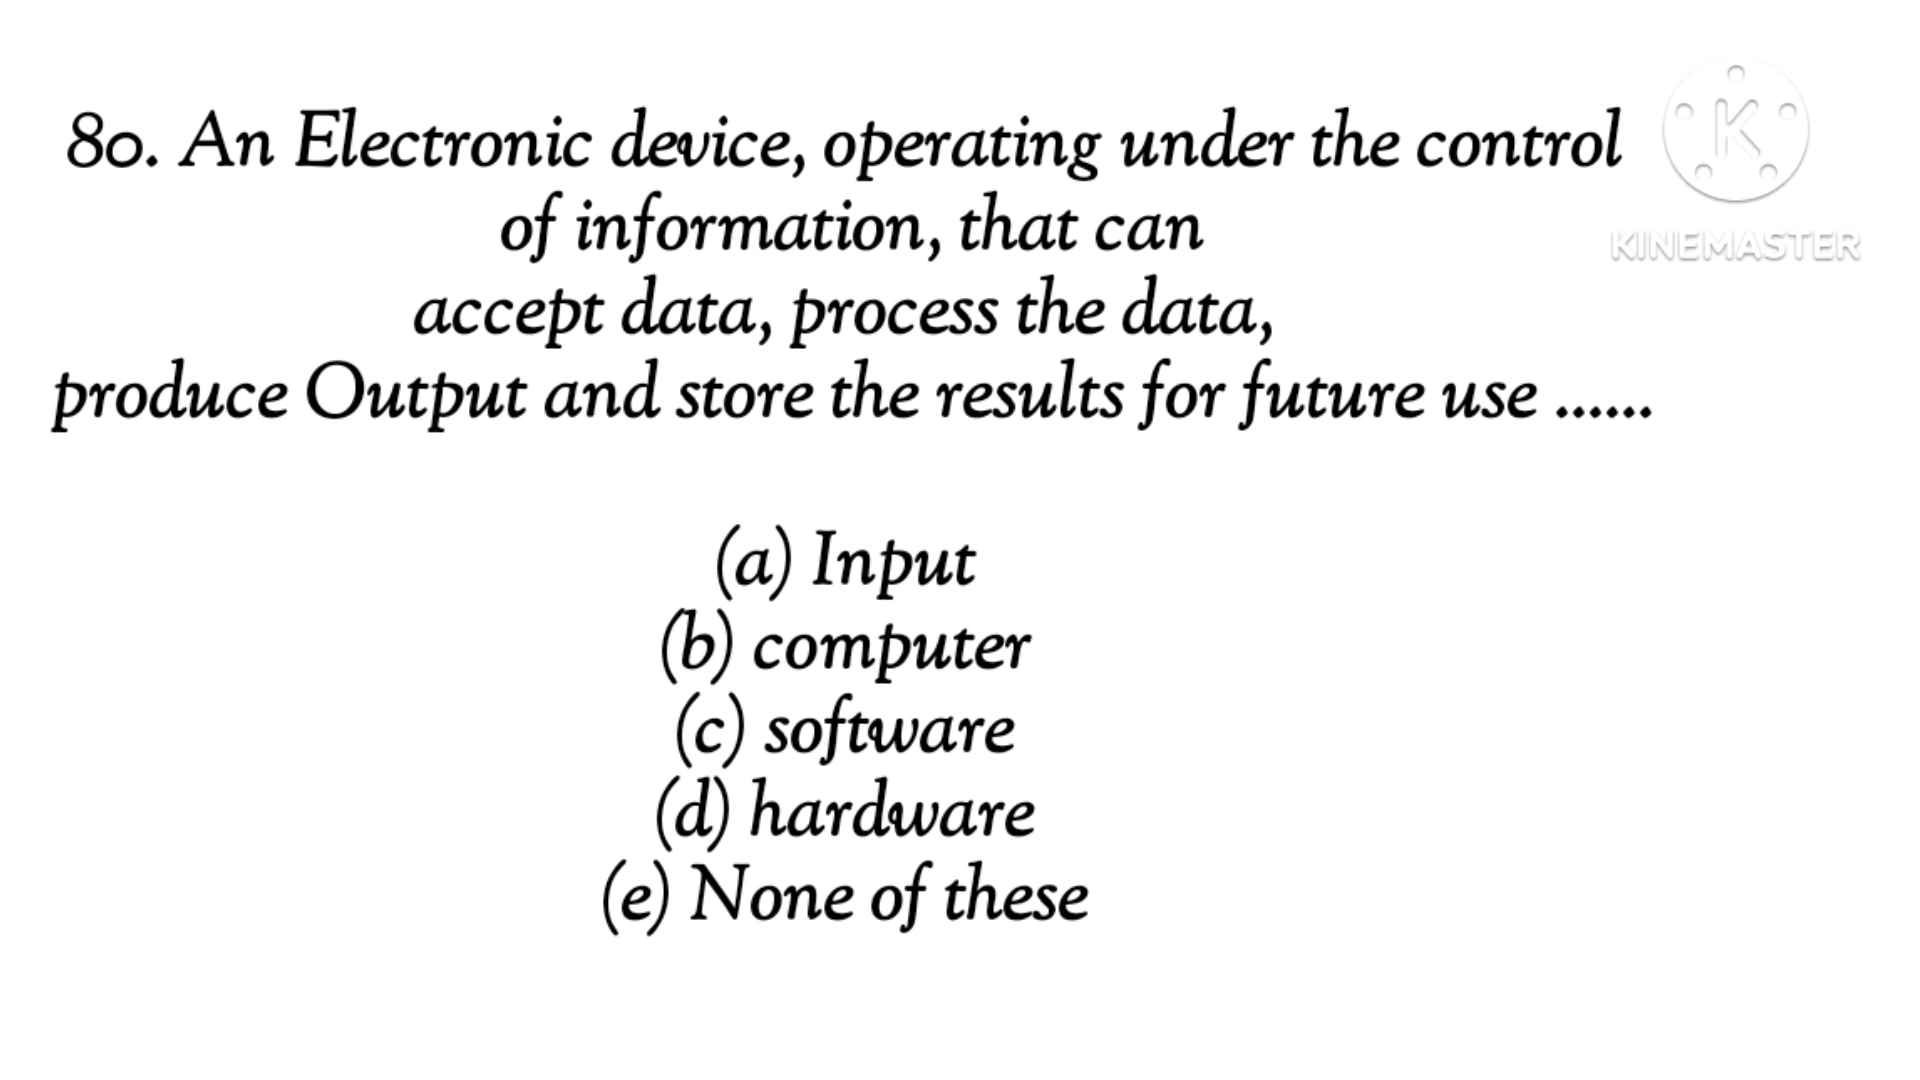 80. An Electronic device, operating under the control
of information, that can
accept data, process the data,
produce Output and store the results for future use ......
(a) Input
(b) computer
(c) software
(d) hardware
(e) None of these
K
KINEMASTER